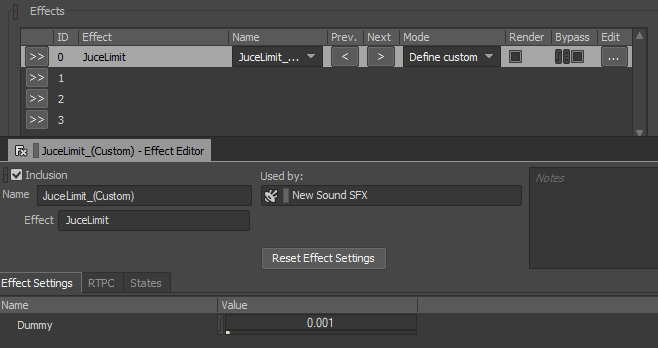 Effects
ID Effect Name Prev. Next Mode Render Bypass Edit
>> 0 JuceLimit JuceLimit_... < > Define custom ...
>> 1
>> 2
>> 3
JuceLimit_(Custom) - Effect Editor
Inclusion Used by:
Name JuceLimit_(Custom) New Sound SFX Notes
Effect JuceLimit
Reset Effect Settings
Effect Settings RTPC States
Name Value
Dummy 0.001